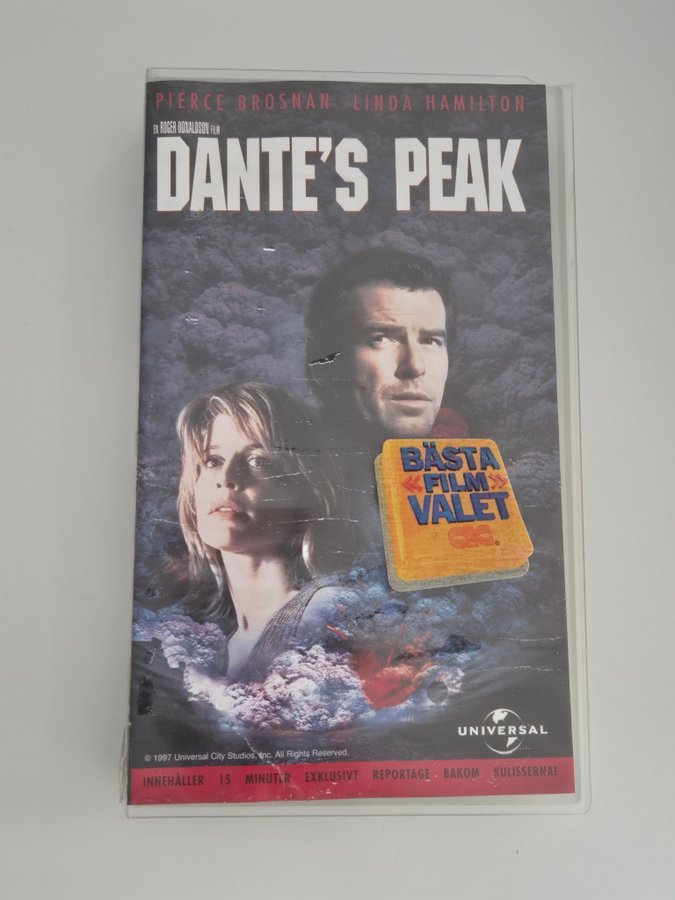 PIERCE BROSNAN LINDA HAMILTON
EN ROGER DONALDSON FILM
DANTE'S PEAK
BÄSTA
«FILM»
VALET
CIC
UNIVERSAL
© 1997 Universal City Studios, Inc. All Rights Reserved.
INNEHÅLLER 15 MINUTER EXKLUSIVT REPORTAGE BAKOM KULISSERNA!